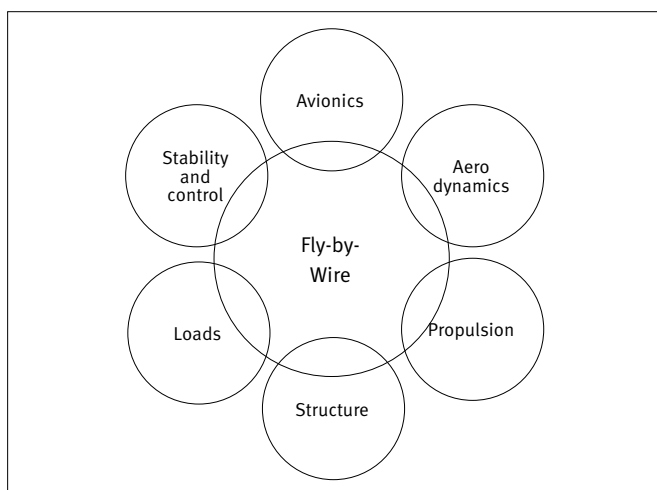 Avionics
Stability
and
control
Aero
dynamics
Fly-by-
Wire
Loads
Propulsion
Structure